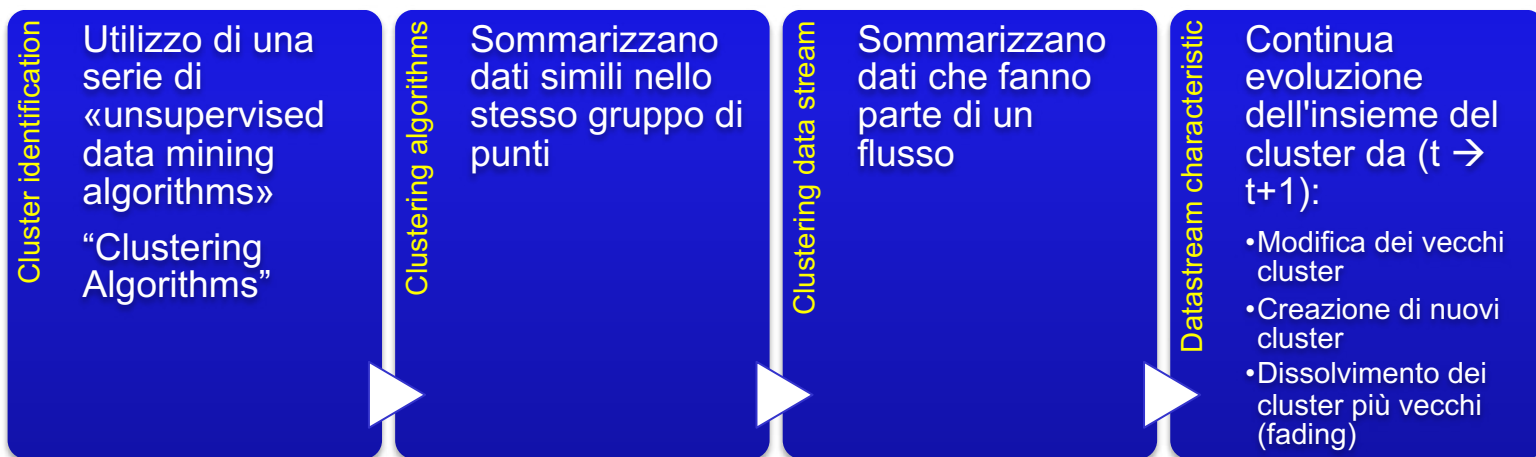 Cluster identification
Utilizzo di una
serie di
«unsupervised
data mining
algorithms»
“Clustering
Algorithms”
Clustering algorithms
Sommarizzano
dati simili nello
stesso gruppo di
punti
Clustering data stream
Sommarizzano
dati che fanno
parte di un
flusso
Datastream characteristic
Continua
evoluzione
dell'insieme del
cluster da (t →
t+1):
•Modifica dei vecchi
cluster
•Creazione di nuovi
cluster
•Dissolvimento dei
cluster più vecchi
(fading)